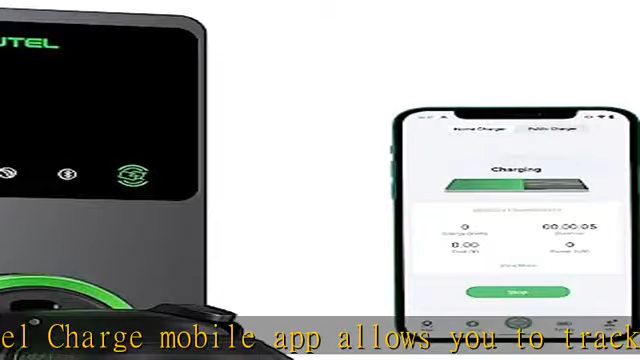 UTEL
Home Charger Public Charger
Charging
0 00:00:05
0.00 0
Stop
el Charge mobile app allows you to track